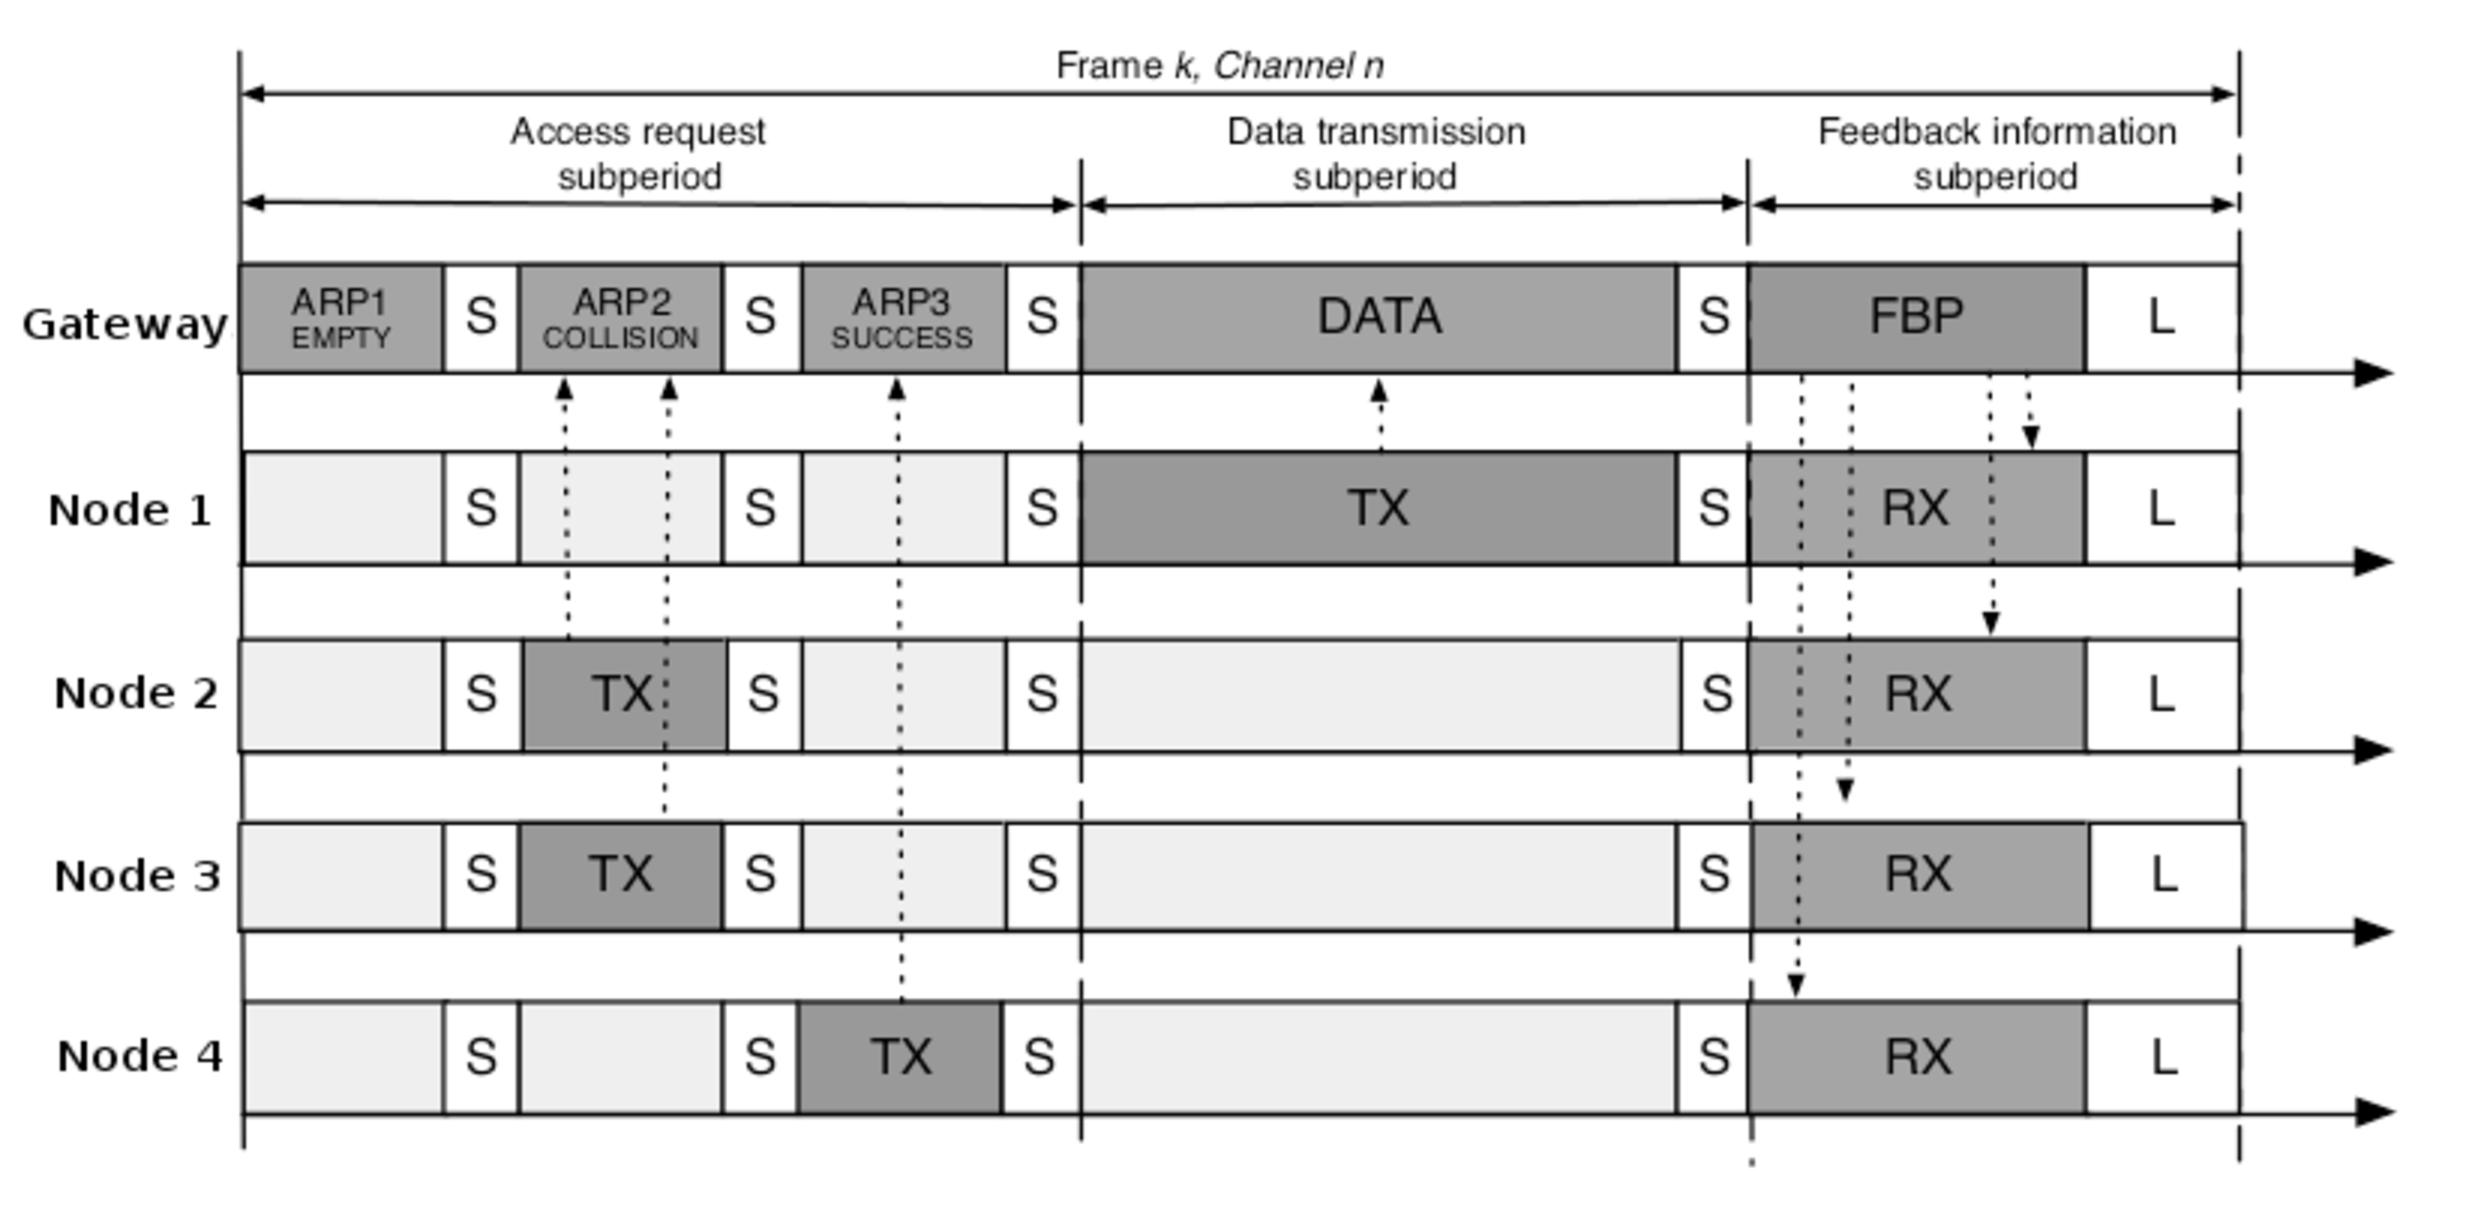 Frame k, Channel n
Access request
subperiod
Data transmission
subperiod
Feedback information
subperiod
Gateway
ARP1
EMPTY
S
ARP2
COLLISION
S
ARP3
SUCCESS
S
DATA
S
FBP
L
Node 1
S
S
S
TX
S
RX
L
Node 2
S
TX
S
S
S
RX
L
Node 3
S
TX
S
S
S
RX
L
Node 4
S
S
TX
S
S
RX
L